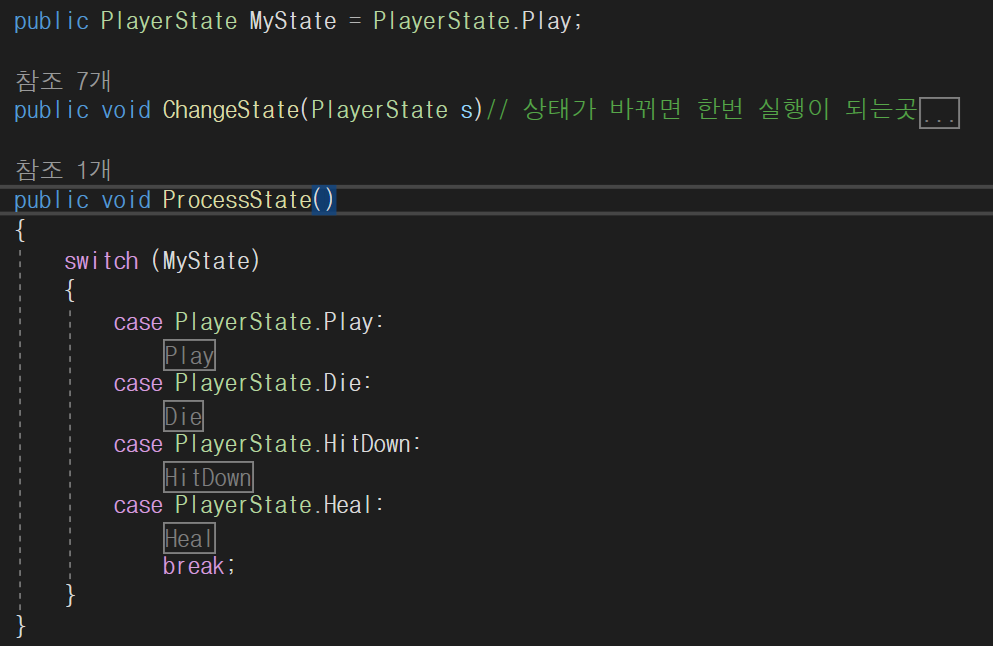 public PlayerState MyState = PlayerState.Play;
참조 7개
public void ChangeState(PlayerState s)// 상태가 바뀌면 한번 실행이 되는곳...
참조 1개
public void ProcessState()
{
switch (MyState)
{
case PlayerState.Play:
Play
case PlayerState.Die:
Die
case PlayerState.HitDown:
HitDown
case PlayerState.Heal:
Heal
break;
}
}